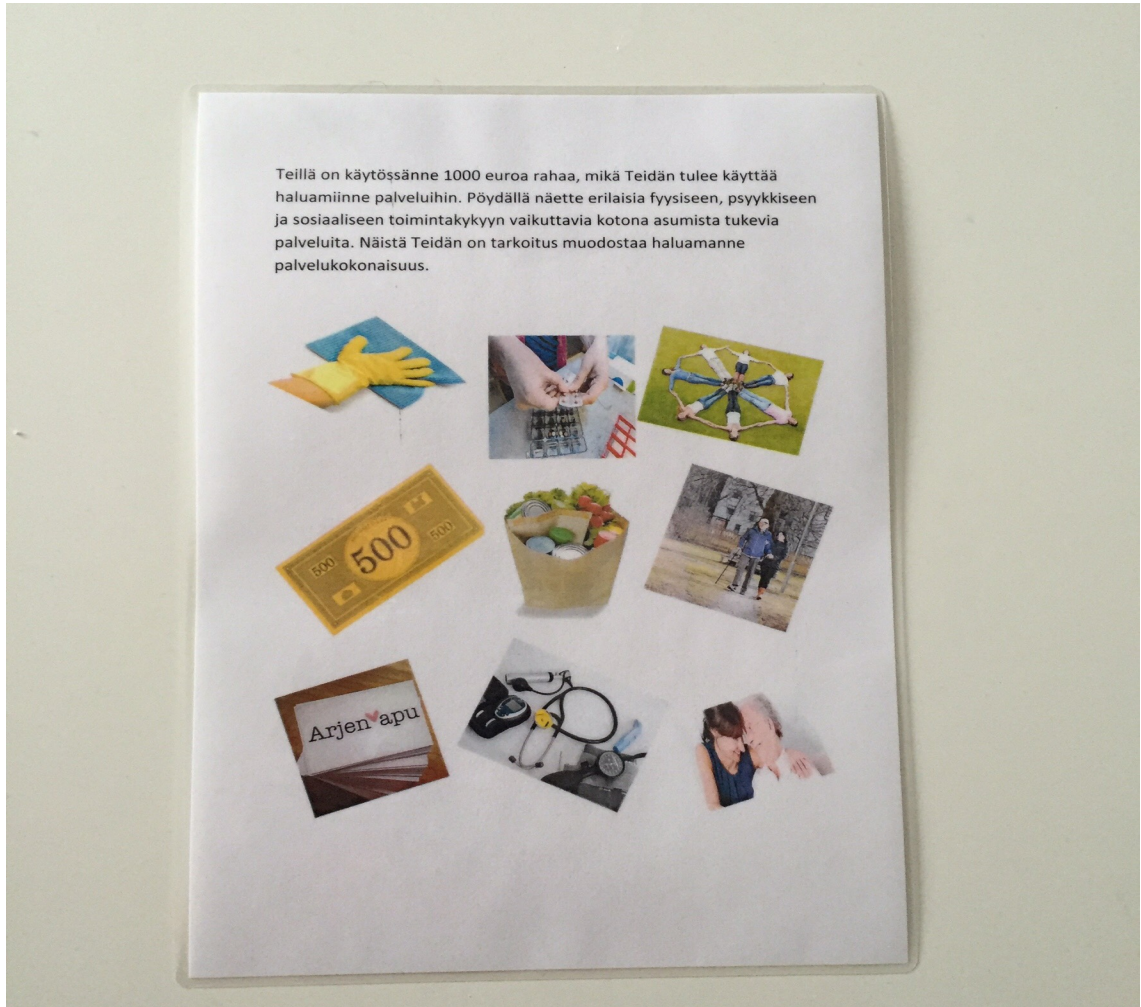 Teillä on käytössänne 1000 euroa rahaa, mikä Teidän tulee käyttää
haluamiinne palveluihin. Pöydällä näette erilaisia fyysiseen, psyykkiseen
ja sosiaaliseen toimintakykyyn vaikuttavia kotona asumista tukevia
palveluita. Näistä Teidän on tarkoitus muodostaa haluamanne
palvelukokonaisuus.
500
500
500
Arjen apu